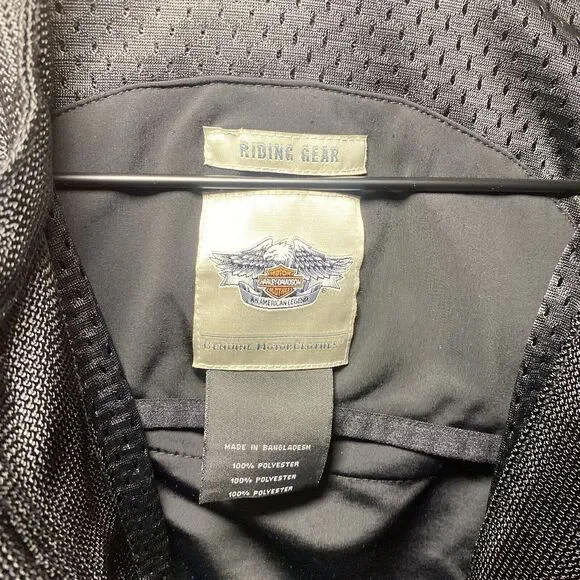 RIDING GEAR
MOTOR
HARLEY-DAVIDSON
CYCLES
AN AMERICAN LEGEND
GENUINE MOTORCLOTHES
MADE IN BANGLADESH
100% POLYESTER
100% POLYESTER
100% POLYESTER